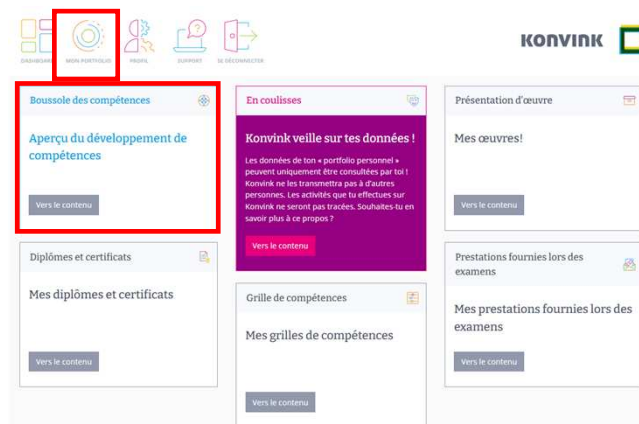 KONVINK
DASHBOARD MON-PORTFOLIO PROFIL SUPPORT SE DÉCONNECTER
Boussole des compétences
Aperçu du développement de
compétences
Vers le contenu
En coulisses
Konvink veille sur tes données !
Les données de ton « portfolio personnel »
peuvent uniquement être consultées par toi !
Konvink ne les transmettra pas à d'autres
personnes. Les activités que tu effectues sur
Konvink ne seront pas tracées. Souhaites-tu en
savoir plus à ce propos ?
Vers le contenu
Présentation d'œuvre
Mes œuvres!
Vers le contenu
Diplômes et certificats
Mes diplômes et certificats
Vers le contenu
Grille de compétences
Mes grilles de compétences
Vers le contenu
Prestations fournies lors des
examens
Mes prestations fournies lors des
examens
Vers le contenu